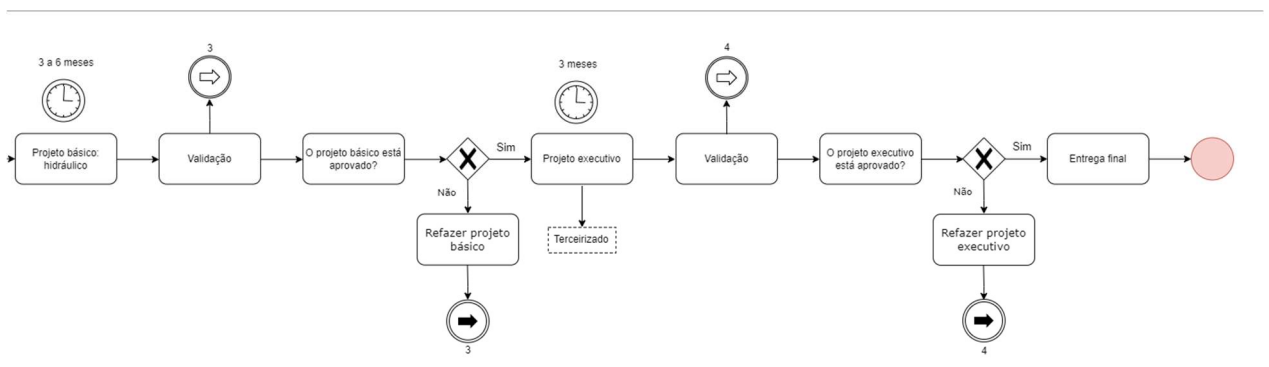 3 a 6 meses
3
Projeto básico:
hidráulico
Validação
O projeto básico está
aprovado?
Sim
Não
Refazer projeto
básico
3
3 meses
Projeto executivo
Terceirizado
4
Validação
O projeto executivo
está aprovado?
Sim
Não
Refazer projeto
executivo
4
Entrega final